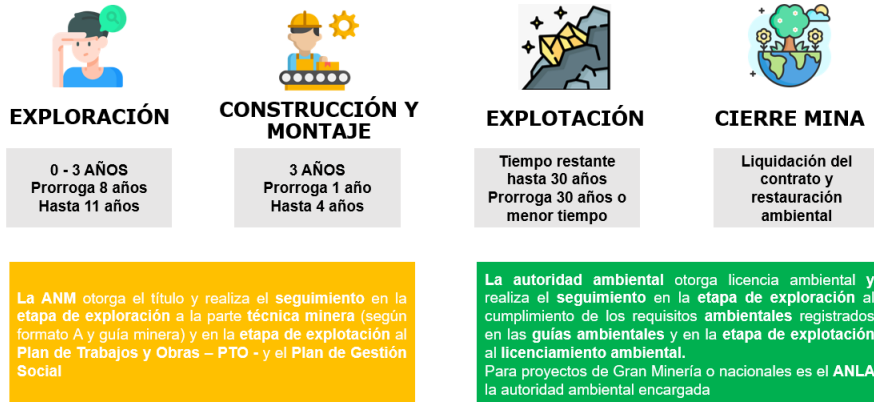 EXPLORACIÓN
0 - 3 AÑOS
Prorroga 8 años
Hasta 11 años
CONSTRUCCIÓN Y
MONTAJE
3 AÑOS
Prorroga 1 año
Hasta 4 años
EXPLOTACIÓN
Tiempo restante
hasta 30 años
Prorroga 30 años o
menor tiempo
CIERRE MINA
Liquidación del
contrato y
restauración
ambiental
La ANM otorga el título y realiza el seguimiento en la
etapa de exploración a la parte técnica minera (según
formato A y guía minera) y en la etapa de explotación al
Plan de Trabajos y Obras – PTO - y el Plan de Gestión
Social
La autoridad ambiental otorga licencia ambiental y
realiza el seguimiento en la etapa de exploración al
cumplimiento de los requisitos ambientales registrados
en las guías ambientales y en la etapa de explotación
al licenciamiento ambiental.
Para proyectos de Gran Minería o nacionales es el ANLA
la autoridad ambiental encargada